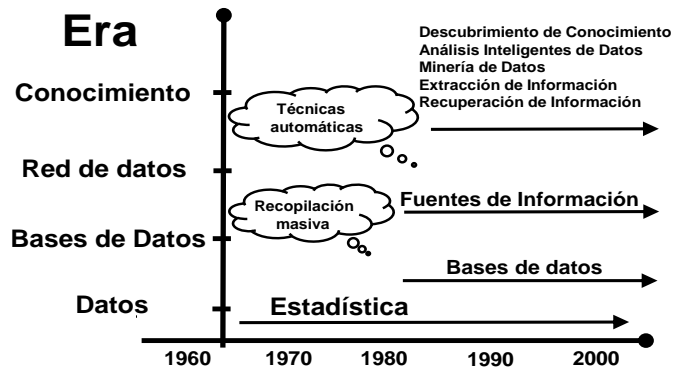 Era
Descubrimiento de Conocimiento
Análisis Inteligentes de Datos
Minería de Datos
Extracción de Información
Recuperación de Información
Conocimiento
Técnicas
automáticas
Red de datos
Recopilación
masiva
Fuentes de Información
Bases de Datos
Bases de datos
Datos
Estadística
1960 1970 1980 1990 2000